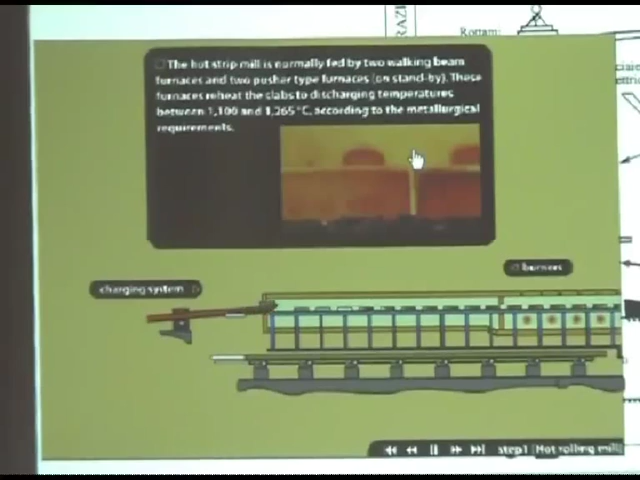 Rottam:
RAZI
The hot strip mill is normally fed by two walking beam
furnaces and two pusher type furnaces (on stand-by). These
furnaces reheat the slabs to discharging temperatures
between 1,100 and 1,265 °C, according to the metallurgical
requirements.
burners
charging system
step1 [Hot rolling mill]